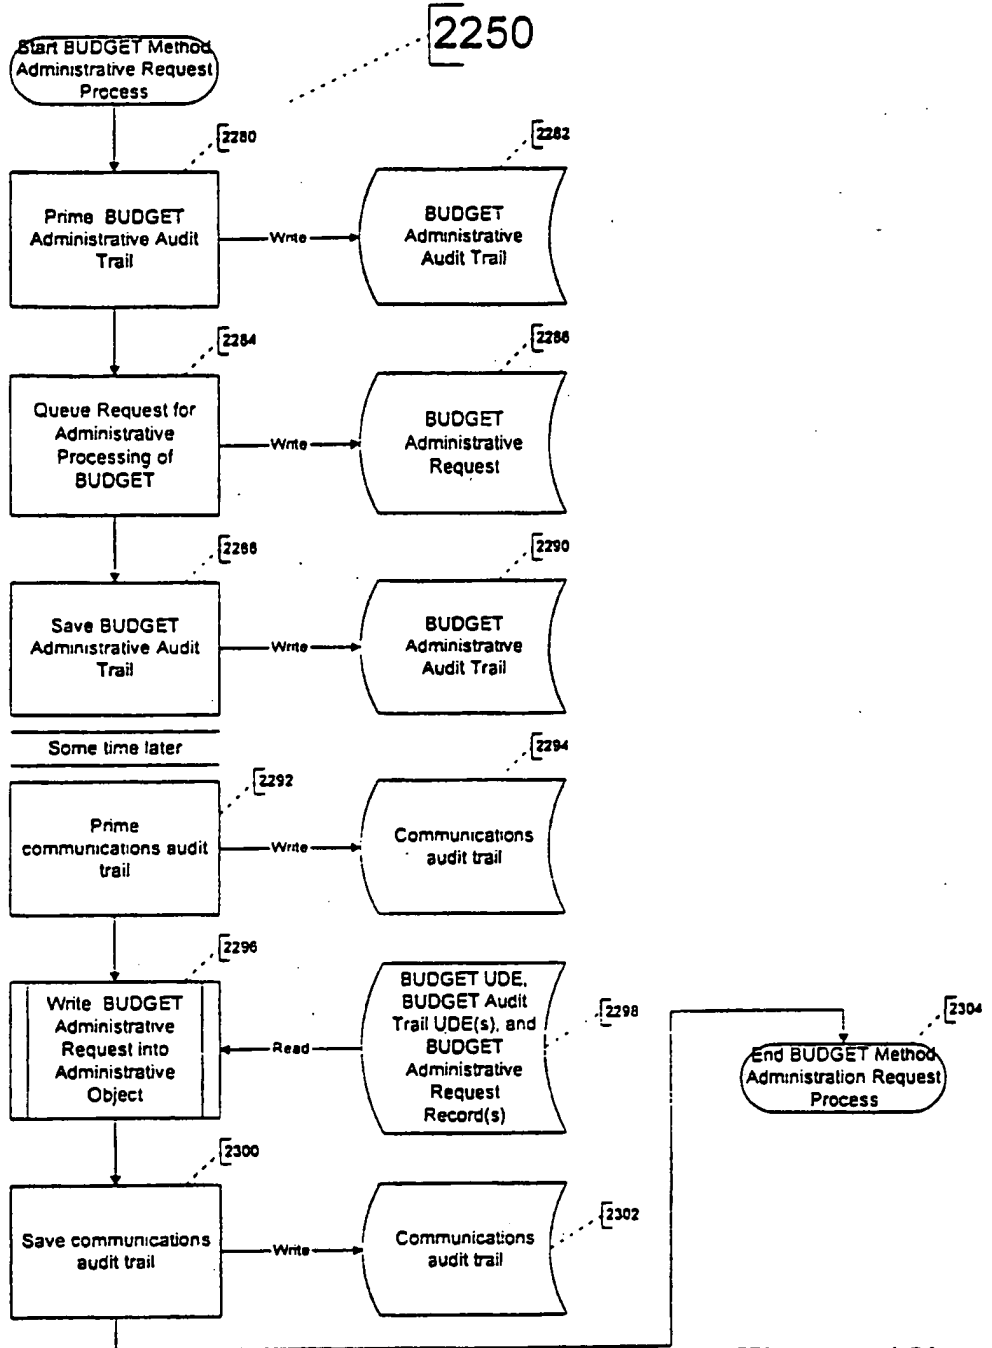 2250
Start BUDGET Method
Administrative Request
Process
2280
2282
Prime BUDGET
Administrative Audit
Trail
Write
BUDGET
Administrative
Audit Trail
2284
2286
Queue Request for
Administrative
Processing of
BUDGET
Write
BUDGET
Administrative
Request
2288
2290
Save BUDGET
Administrative Audit
Trail
Write
BUDGET
Administrative
Audit Trail
Some time later
2294
2292
Prime
communications audit
trail
Write
Communications
audit trail
2296
Write BUDGET
Administrative
Request into
Administrative
Object
Read
BUDGET UDE,
BUDGET Audit
Trail UDE(s), and
BUDGET
Administrative
Request
Record(s)
2298
2304
End BUDGET Method
Administration Request
Process
2300
2302
Save communications
audit trail
Write
Communications
audit trail